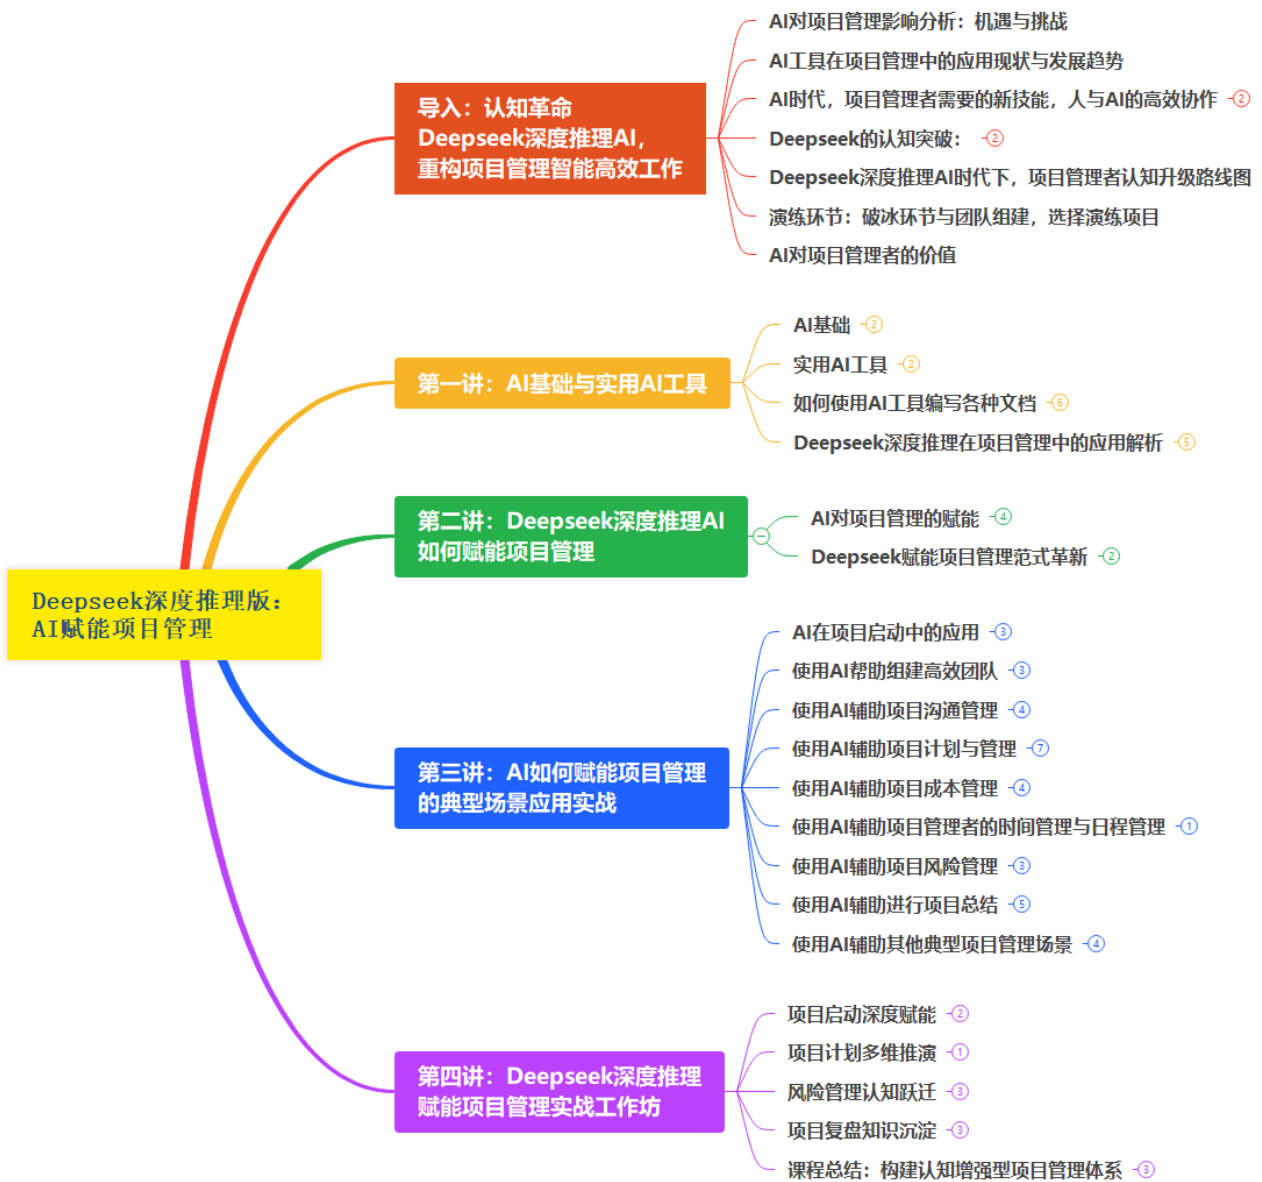 Deepseek深度推理版：
AI赋能项目管理
导入：认知革命
Deepseek深度推理AI，
重构项目管理智能高效工作
AI对项目管理影响分析：机遇与挑战
AI工具在项目管理中的应用现状与发展趋势
AI时代，项目管理者需要的新技能，人与AI的高效协作 2
Deepseek的认知突破： 2
Deepseek深度推理AI时代下，项目管理者认知升级路线图
演练环节：破冰环节与团队组建，选择演练项目
AI对项目管理者的价值
第一讲：AI基础与实用AI工具
AI基础 2
实用AI工具 2
如何使用AI工具编写各种文档 6
Deepseek深度推理在项目管理中的应用解析 5
第二讲：Deepseek深度推理AI
如何赋能项目管理
AI对项目管理的赋能 4
Deepseek赋能项目管理范式革新 2
第三讲：AI如何赋能项目管理
的典型场景应用实战
AI在项目启动中的应用 3
使用AI帮助组建高效团队 3
使用AI辅助项目沟通管理 4
使用AI辅助项目计划与管理 7
使用AI辅助项目成本管理 4
使用AI辅助项目管理者的时间管理与日程管理 1
使用AI辅助项目风险管理 3
使用AI辅助进行项目总结 5
使用AI辅助其他典型项目管理场景 4
第四讲：Deepseek深度推理
赋能项目管理实战工作坊
项目启动深度赋能 2
项目计划多维推演 1
风险管理认知跃迁 3
项目复盘知识沉淀 3
课程总结：构建认知增强型项目管理体系 3